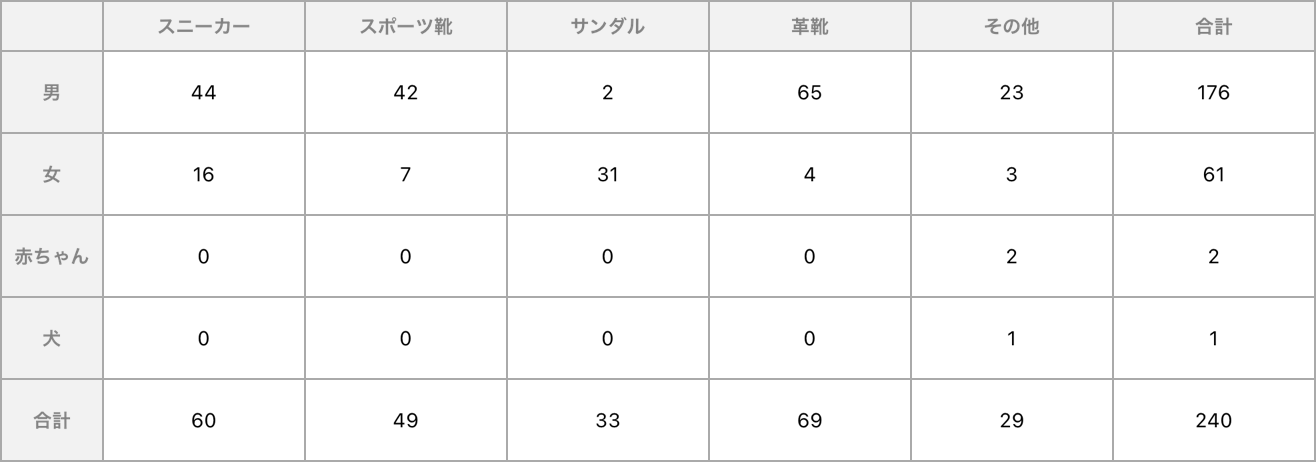 スニーカー スポーツ靴 サンダル 革靴 その他 合計
男 44 42 2 65 23 176
女 16 7 31 4 3 61
赤ちゃん 0 0 0 0 2 2
犬 0 0 0 0 1 1
合計 60 49 33 69 29 240